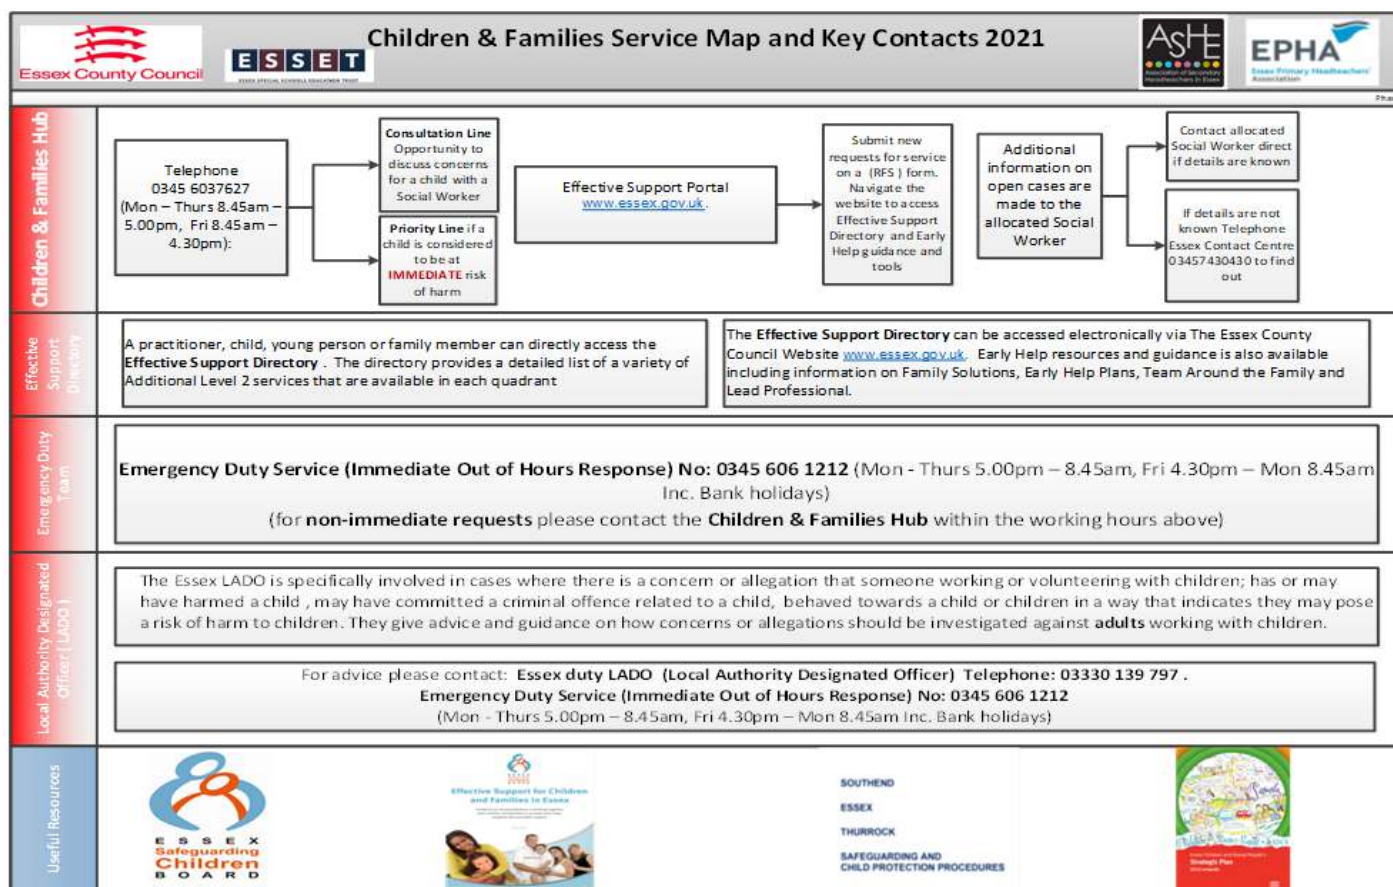 Children & Families Service Map and Key Contacts 2021
Essex County Council
ESSET
ESSEX SPECIAL SCHOOLS EDUCATION TRUST
ASHE
Association of Secondary
Headteachers in Essex
EPHA
Essex Primary Headteachers'
Association
Children & Families Hub
Telephone
0345 6037627
(Mon – Thurs 8.45am –
5.00pm, Fri 8.45am –
4.30pm):
Consultation Line
Opportunity to
discuss concerns
for a child with a
Social Worker
Priority Line if a
child is considered
to be at
IMMEDIATE risk
of harm
Effective Support Portal
www.essex.gov.uk.
Submit new
requests for service
on a (RFS ) form.
Navigate the
website to access
Effective Support
Directory and Early
Help guidance and
tools
Additional
information on
open cases are
made to the
allocated Social
Worker
Contact allocated
Social Worker direct
if details are known
If details are not
known Telephone
Essex Contact Centre
03457430430 to find
out
Effective
Support
Directory
A practitioner, child, young person or family member can directly access the
Effective Support Directory . The directory provides a detailed list of a variety of
Additional Level 2 services that are available in each quadrant
The Effective Support Directory can be accessed electronically via The Essex County
Council Website www.essex.gov.uk. Early Help resources and guidance is also available
including information on Family Solutions, Early Help Plans, Team Around the Family and
Lead Professional.
Emergency Duty
Team
Emergency Duty Service (Immediate Out of Hours Response) No: 0345 606 1212 (Mon - Thurs 5.00pm – 8.45am, Fri 4.30pm – Mon 8.45am
Inc. Bank holidays)
(for non-immediate requests please contact the Children & Families Hub within the working hours above)
Local Authority Designated
Officer ( LADO )
The Essex LADO is specifically involved in cases where there is a concern or allegation that someone working or volunteering with children; has or may
have harmed a child , may have committed a criminal offence related to a child, behaved towards a child or children in a way that indicates they may pose
a risk of harm to children. They give advice and guidance on how concerns or allegations should be investigated against adults working with children.
For advice please contact: Essex duty LADO (Local Authority Designated Officer) Telephone: 03330 139 797 .
Emergency Duty Service (Immediate Out of Hours Response) No: 0345 606 1212
(Mon - Thurs 5.00pm – 8.45am, Fri 4.30pm – Mon 8.45am Inc. Bank holidays)
Useful Resources
ESSEX
Safeguarding
Children
BOARD
Effective Support for Children
and Families in Essex
SOUTHEND
ESSEX
THURROCK
SAFEGUARDING AND
CHILD PROTECTION PROCEDURES
Strategic Plan